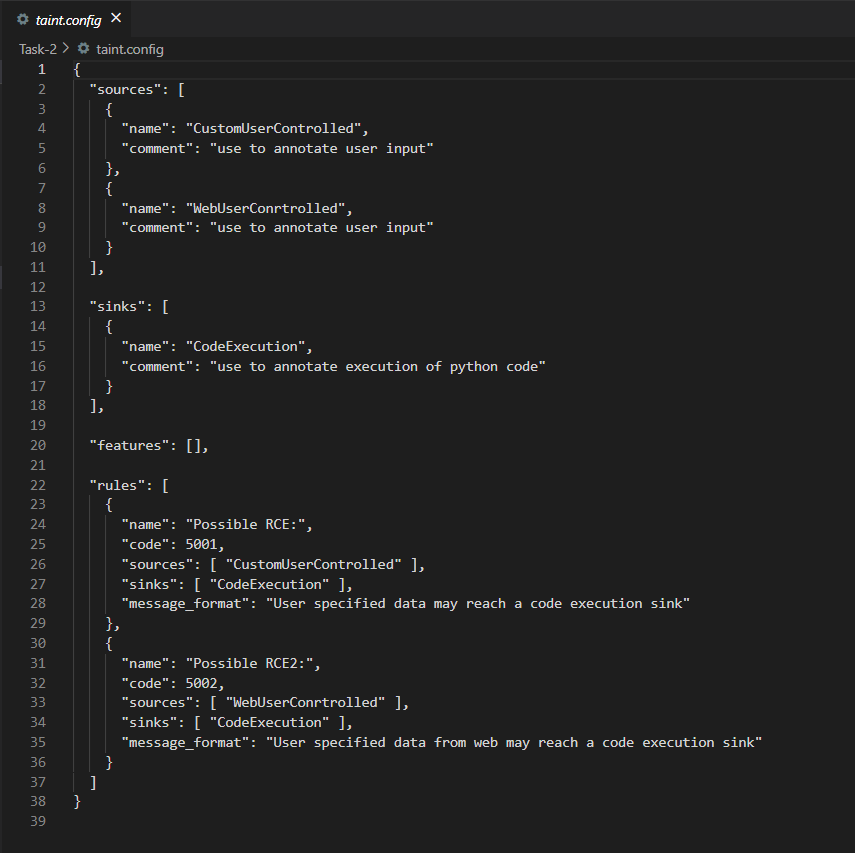 taint.config
Task-2 > taint.config
1 {
2   "sources": [
3     {
4       "name": "CustomUserControlled",
5       "comment": "use to annotate user input"
6     },
7     {
8       "name": "WebUserConrtrolled",
9       "comment": "use to annotate user input"
10     }
11   ],
12
13   "sinks": [
14     {
15       "name": "CodeExecution",
16       "comment": "use to annotate execution of python code"
17     }
18   ],
19
20   "features": [],
21
22   "rules": [
23     {
24       "name": "Possible RCE:",
25       "code": 5001,
26       "sources": [ "CustomUserControlled" ],
27       "sinks": [ "CodeExecution" ],
28       "message_format": "User specified data may reach a code execution sink"
29     },
30     {
31       "name": "Possible RCE2:",
32       "code": 5002,
33       "sources": [ "WebUserConrtrolled" ],
34       "sinks": [ "CodeExecution" ],
35       "message_format": "User specified data from web may reach a code execution sink"
36     }
37   ]
38 }
39